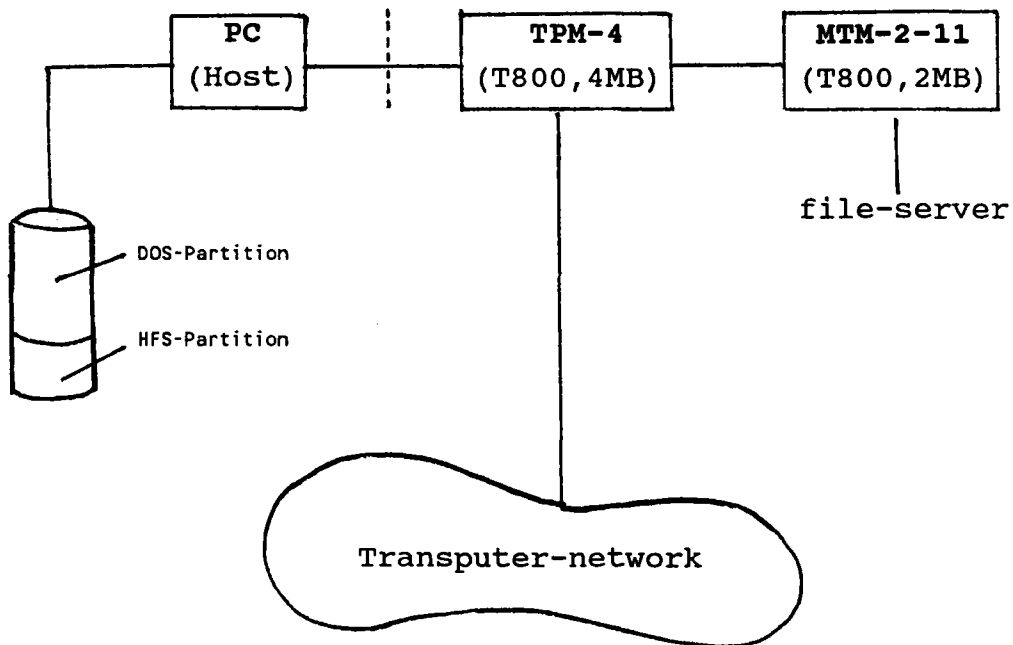 PC
(Host)
TPM-4
(T800,4MB)
MTM-2-11
(T800,2MB)
file-server
DOS-Partition
HFS-Partition
Transputer-network